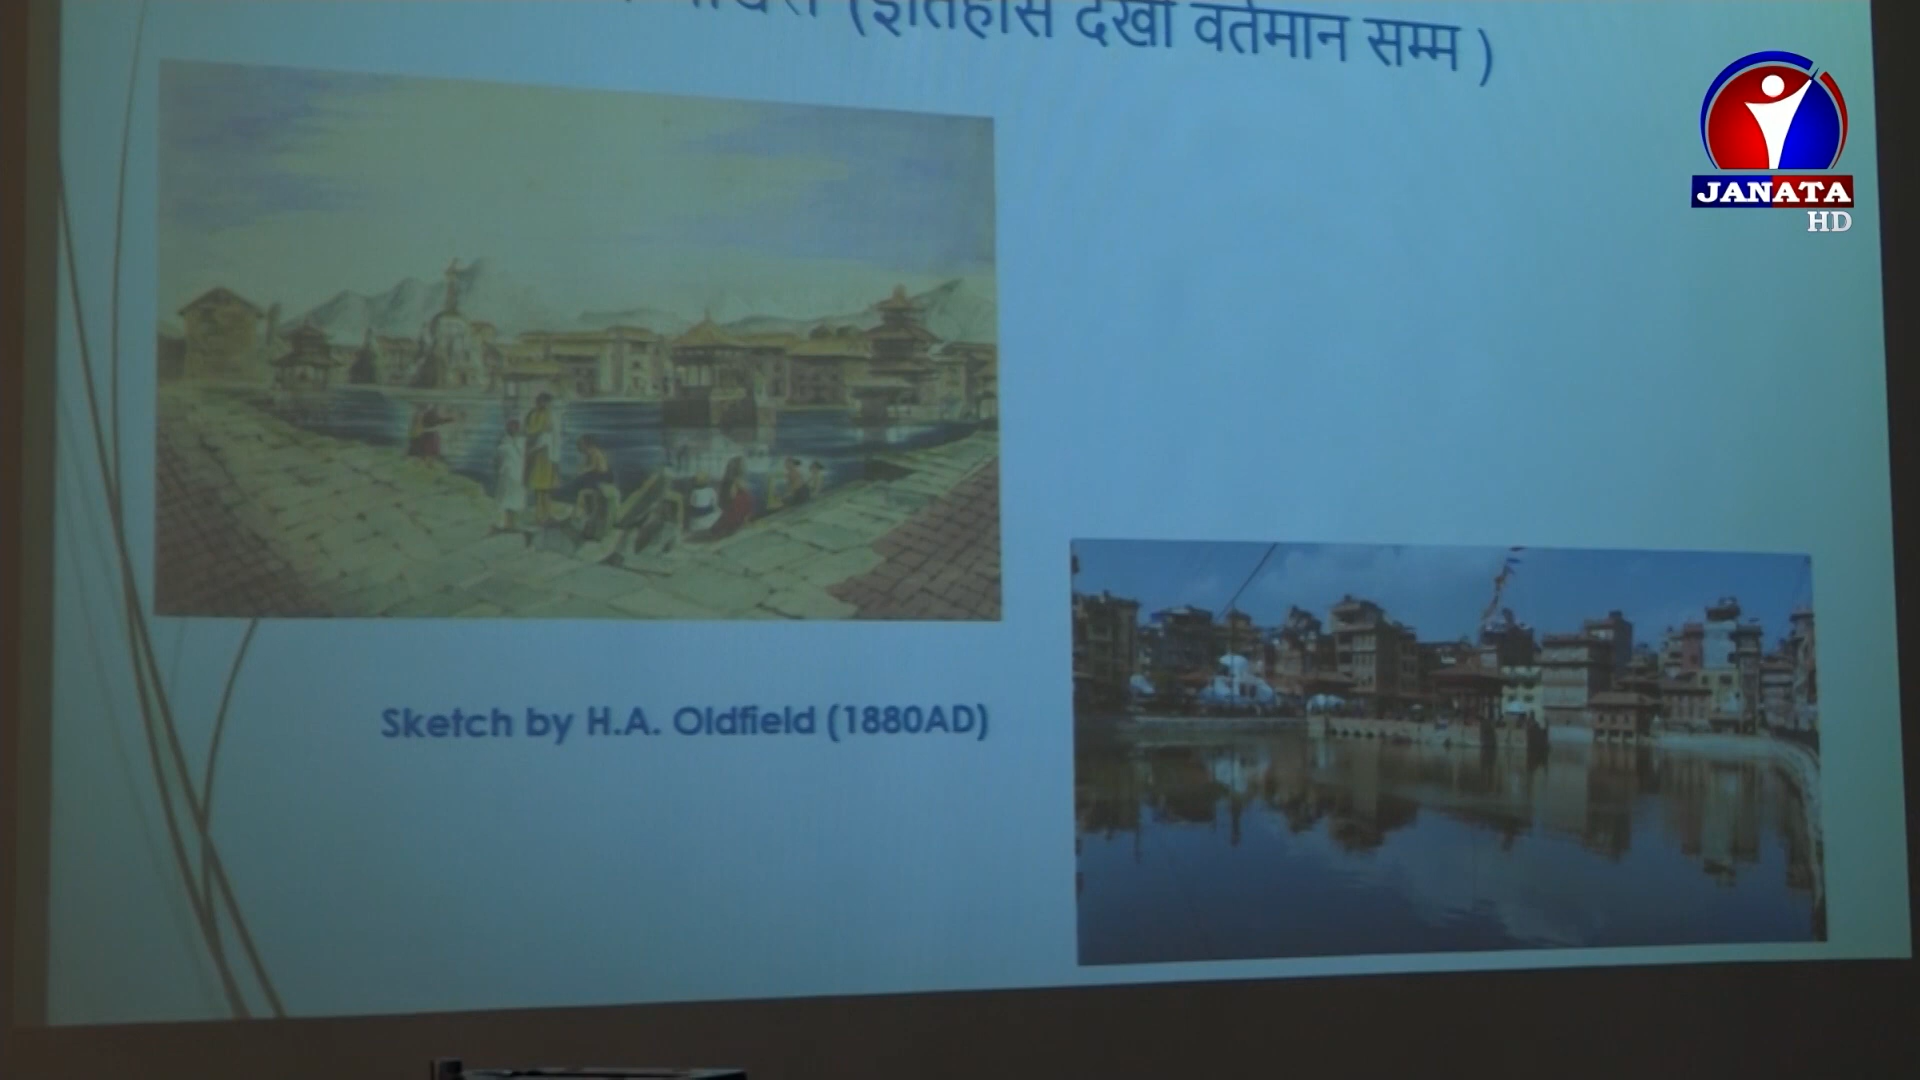 (इतिहास देखी वर्तमान सम्म )
JANATA
HD
Sketch by H.A. Oldfield (1880AD)